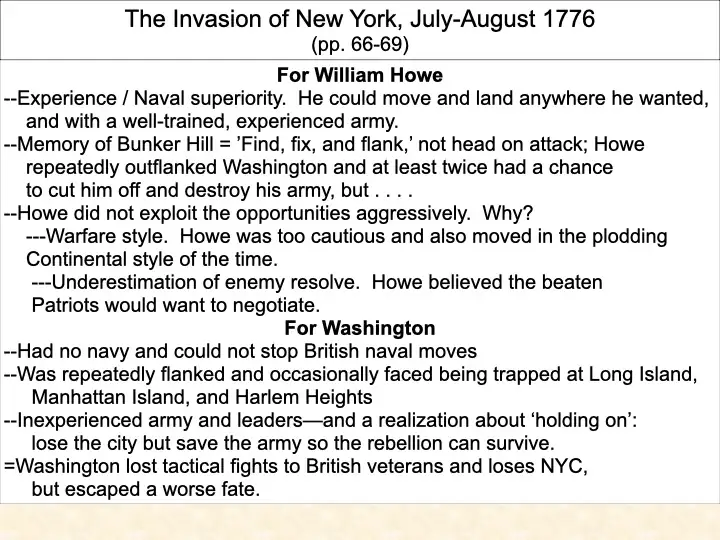 The Invasion of New York, July-August 1776
(pp. 66-69)
For William Howe
--Experience / Naval superiority.  He could move and land anywhere he wanted,
and with a well-trained, experienced army.
--Memory of Bunker Hill = ’Find, fix, and flank,’ not head on attack; Howe
repeatedly outflanked Washington and at least twice had a chance
to cut him off and destroy his army, but . . . .
--Howe did not exploit the opportunities aggressively.  Why?
---Warfare style.  Howe was too cautious and also moved in the plodding
Continental style of the time.
---Underestimation of enemy resolve.  Howe believed the beaten
Patriots would want to negotiate.
For Washington
--Had no navy and could not stop British naval moves
--Was repeatedly flanked and occasionally faced being trapped at Long Island,
Manhattan Island, and Harlem Heights
--Inexperienced army and leaders—and a realization about ‘holding on’:
lose the city but save the army so the rebellion can survive.
=Washington lost tactical fights to British veterans and loses NYC,
but escaped a worse fate.